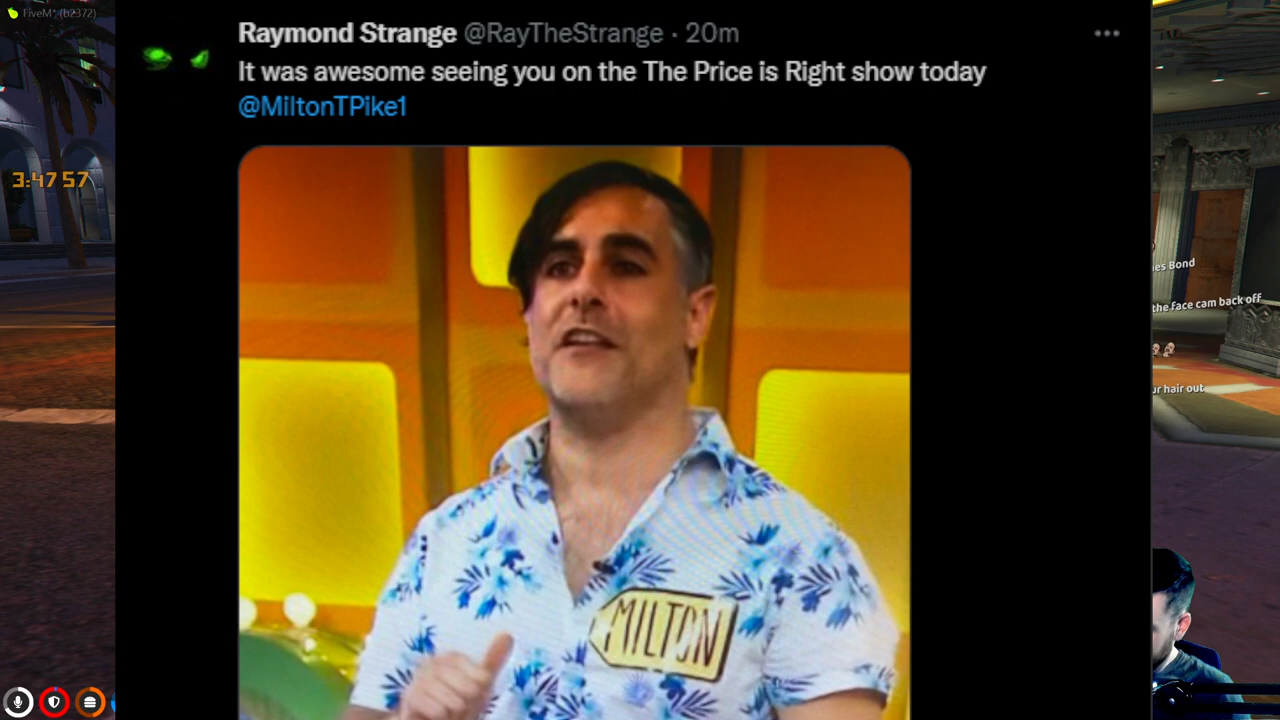 FiveM* (b2372)
Raymond Strange @RayTheStrange · 20m
It was awesome seeing you on the The Price is Right show today
@MiltonTPike1
3:47 57
MILTON
es Bond
the face cam back off
ur hair out